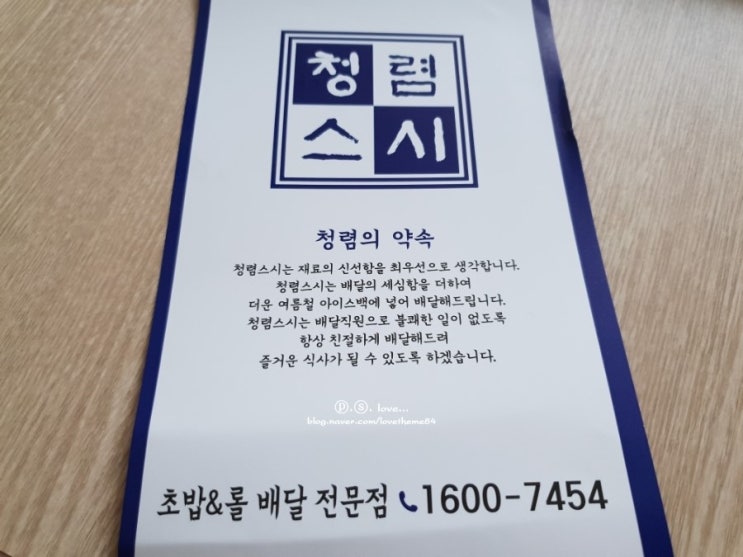 청렴
스시
청렴의 약속
청렴스시는 재료의 신선함을 최우선으로 생각합니다.
청렴스시는 배달의 세심함을 더하여
더운 여름철 아이스백에 넣어 배달해드립니다.
청렴스시는 배달직원으로 불쾌한 일이 없도록
항상 친절하게 배달해드려
즐거운 식사가 될 수 있도록 하겠습니다.
ⓟ.ⓢ. love...
blog.naver.com/lovetheme84
초밥&롤 배달 전문점 📞1600-7454